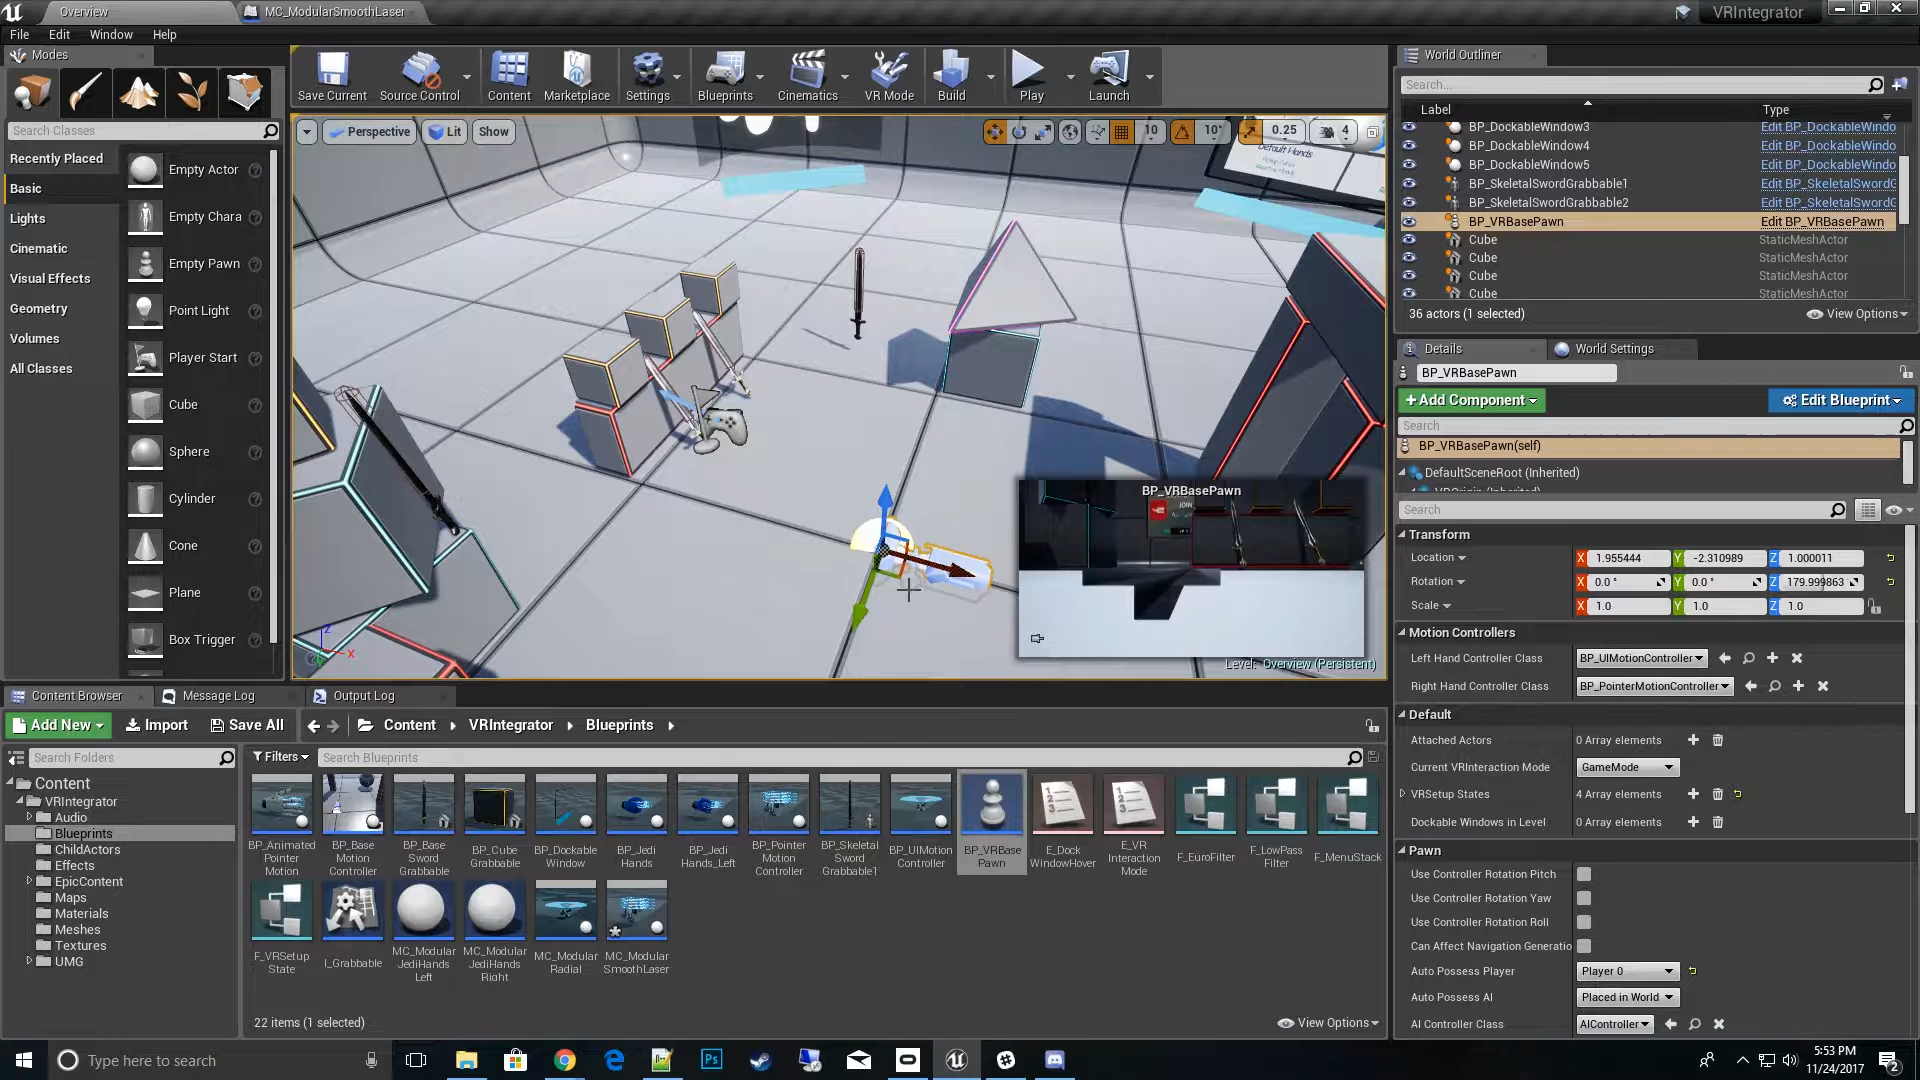 Overview
MC_ModularSmoothLaser
VRIntegrator
File Edit Window Help
Modes
Search Classes
Recently Placed
Basic
Lights
Cinematic
Visual Effects
Geometry
Volumes
All Classes
Empty Actor
Empty Chara
Empty Pawn
Point Light
Player Start
Cube
Sphere
Cylinder
Cone
Plane
Box Trigger
Save Current
Source Control
Content
Marketplace
Settings
Blueprints
Cinematics
VR Mode
Build
Play
Launch
Perspective Lit Show
10 10° 0.25 4
Default Hands
BP_VRBasePawn
JOIN
Level: Overview (Persistent)
Z
X
World Outliner
Search...
Label Type
BP_DockableWindow3 Edit BP_DockableWindo
BP_DockableWindow4 Edit BP_DockableWindo
BP_DockableWindow5 Edit BP_DockableWindo
BP_SkeletalSwordGrabbable1 Edit BP_SkeletalSwordG
BP_SkeletalSwordGrabbable2 Edit BP_SkeletalSwordG
BP_VRBasePawn Edit BP_VRBasePawn
Cube StaticMeshActor
Cube StaticMeshActor
Cube StaticMeshActor
Cube StaticMeshActor
36 actors (1 selected) View Options
Details World Settings
BP_VRBasePawn
+Add Component Edit Blueprint
Search
BP_VRBasePawn(self)
DefaultSceneRoot (Inherited)
VROrigin (Inherited)
Search
Transform
Location X 1.955444 Y -2.310989 Z 1.000011
Rotation X 0.0 ° Y 0.0 ° Z 179.999863
Scale X 1.0 Y 1.0 Z 1.0
Motion Controllers
Left Hand Controller Class BP_UIMotionController
Right Hand Controller Class BP_PointerMotionController
Default
Attached Actors 0 Array elements
Current VRInteraction Mode GameMode
VRSetup States 4 Array elements
Dockable Windows in Level 0 Array elements
Pawn
Use Controller Rotation Pitch
Use Controller Rotation Yaw
Use Controller Rotation Roll
Can Affect Navigation Generatio
Auto Possess Player Player 0
Auto Possess AI Placed in World
AI Controller Class AIController
Content Browser Message Log Output Log
Add New Import Save All Content VRIntegrator Blueprints
Search Folders
Filters Search Blueprints
Content
VRIntegrator
Audio
Blueprints
ChildActors
Effects
EpicContent
Maps
Materials
Meshes
Textures
UMG
BP_Animated Pointer Motion
BP_Base Motion Controller
BP_Base Sword Grabbable
BP_Cube Grabbable
BP_Dockable Window
BP_Jedi Hands
BP_Jedi Hands_Left
BP_Pointer Motion Controller
BP_Skeletal Sword Grabbable1
BP_UIMotion Controller
BP_VRBase Pawn
E_Dock WindowHover
E_VR Interaction Mode
F_EuroFilter
F_LowPass Filter
F_MenuStack
F_VRSetup State
I_Grabbable
MC_Modular JediHands Left
MC_Modular JediHands Right
MC_Modular Radial
MC_Modular SmoothLaser
22 items (1 selected) View Options
Type here to search
Ps
5:53 PM
11/24/2017
2